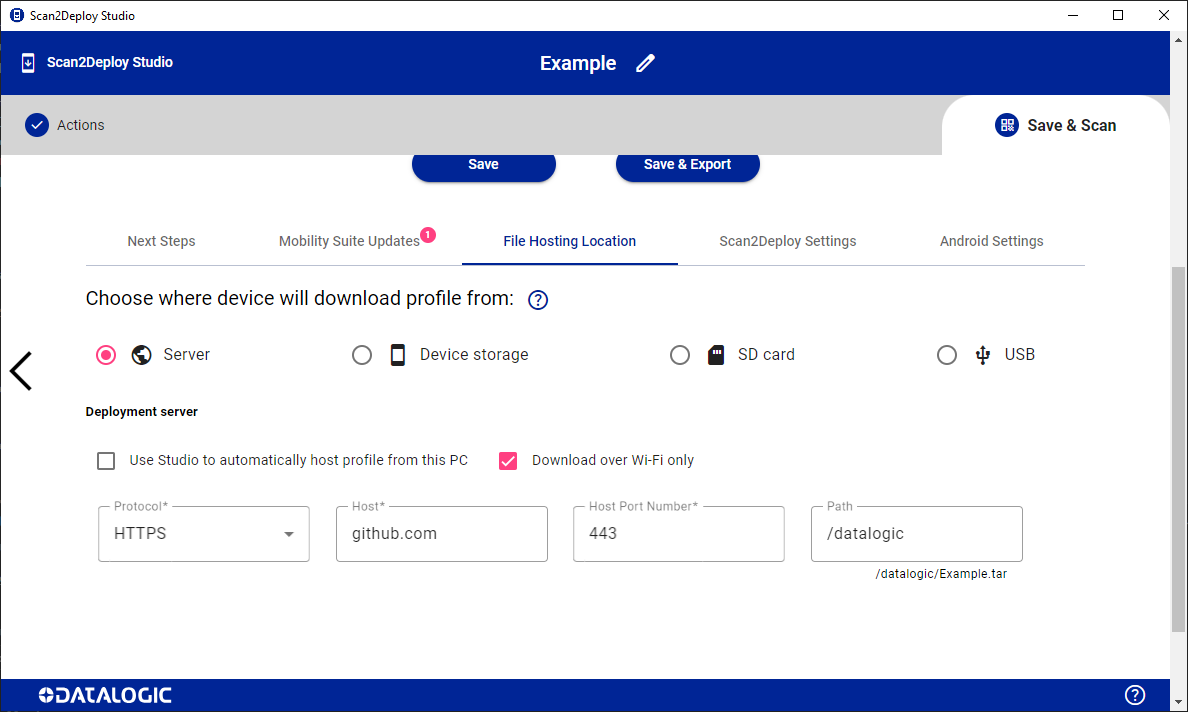 Scan2Deploy Studio
Scan2Deploy Studio
Example
Actions
Save & Scan
Save
Save & Export
Next Steps
Mobility Suite Updates 1
File Hosting Location
Scan2Deploy Settings
Android Settings
Choose where device will download profile from: ?
Server
Device storage
SD card
USB
Deployment server
Use Studio to automatically host profile from this PC
Download over Wi-Fi only
Protocol*
HTTPS
Host*
github.com
Host Port Number*
443
Path
/datalogic
/datalogic/Example.tar
DATALOGIC
?